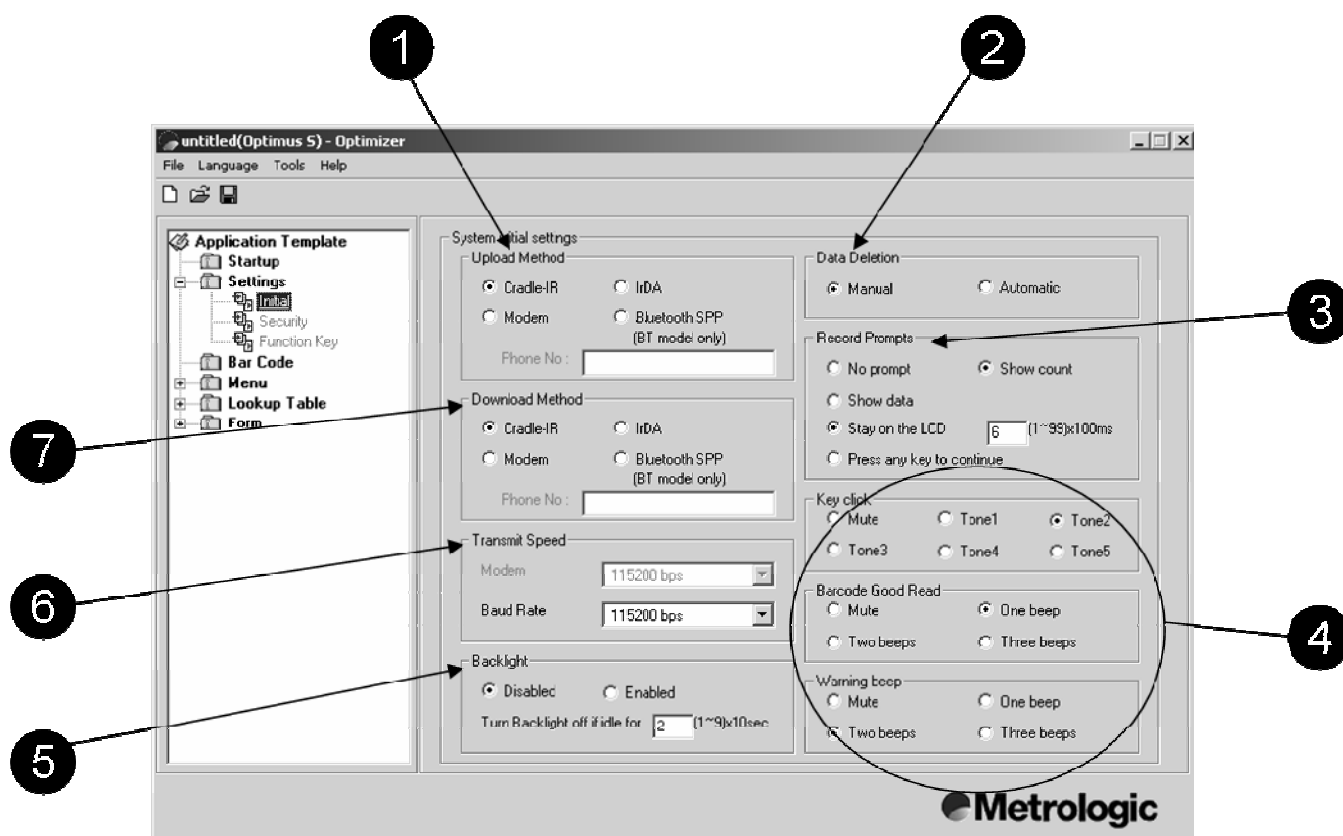 1
2
untitled(Optimus S) - Optimizer
File Language Tools Help
Application Template
Startup
Settings
Initial
Security
Function Key
Bar Code
Menu
Lookup Table
Form
System initial settings
Upload Method
Cradle-IR IrDA
Modem Bluetooth SPP
(BT model only)
Phone No :
Download Method
Cradle-IR IrDA
Modem Bluetooth SPP
(BT model only)
Phone No :
Transmit Speed
Modem 115200 bps
Baud Rate 115200 bps
Backlight
Disabled Enabled
Turn Backlight off if idle for 2 (1~9)x10sec
Data Deletion
Manual Automatic
Record Prompts
No prompt Show count
Show data
Stay on the LCD 6 (1~99)x100ms
Press any key to continue
Key click
Mute Tone1 Tone2
Tone3 Tone4 Tone5
Barcode Good Read
Mute One beep
Two beeps Three beeps
Warning beep
Mute One beep
Two beeps Three beeps
3
4
7
6
5
Metrologic